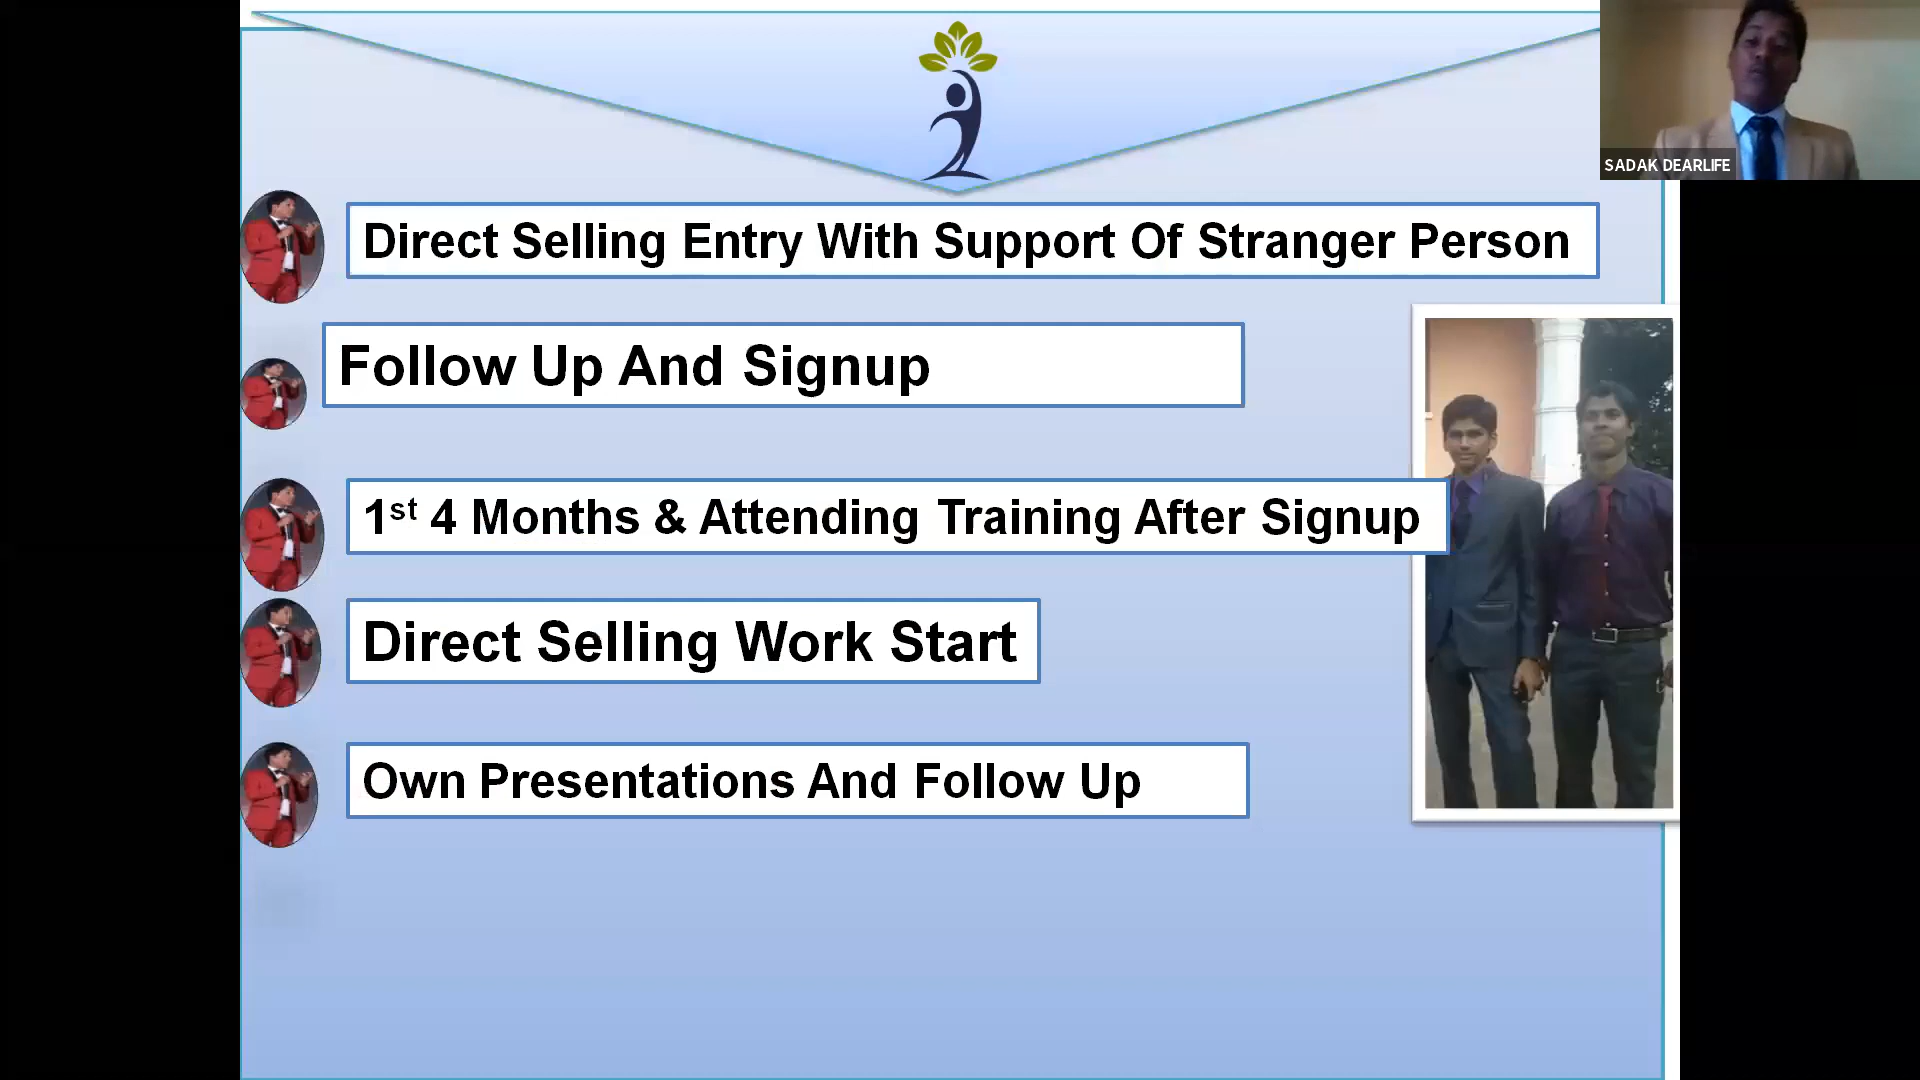 SADAK DEARLIFE
Direct Selling Entry With Support Of Stranger Person
Follow Up And Signup
1st 4 Months & Attending Training After Signup
Direct Selling Work Start
Own Presentations And Follow Up